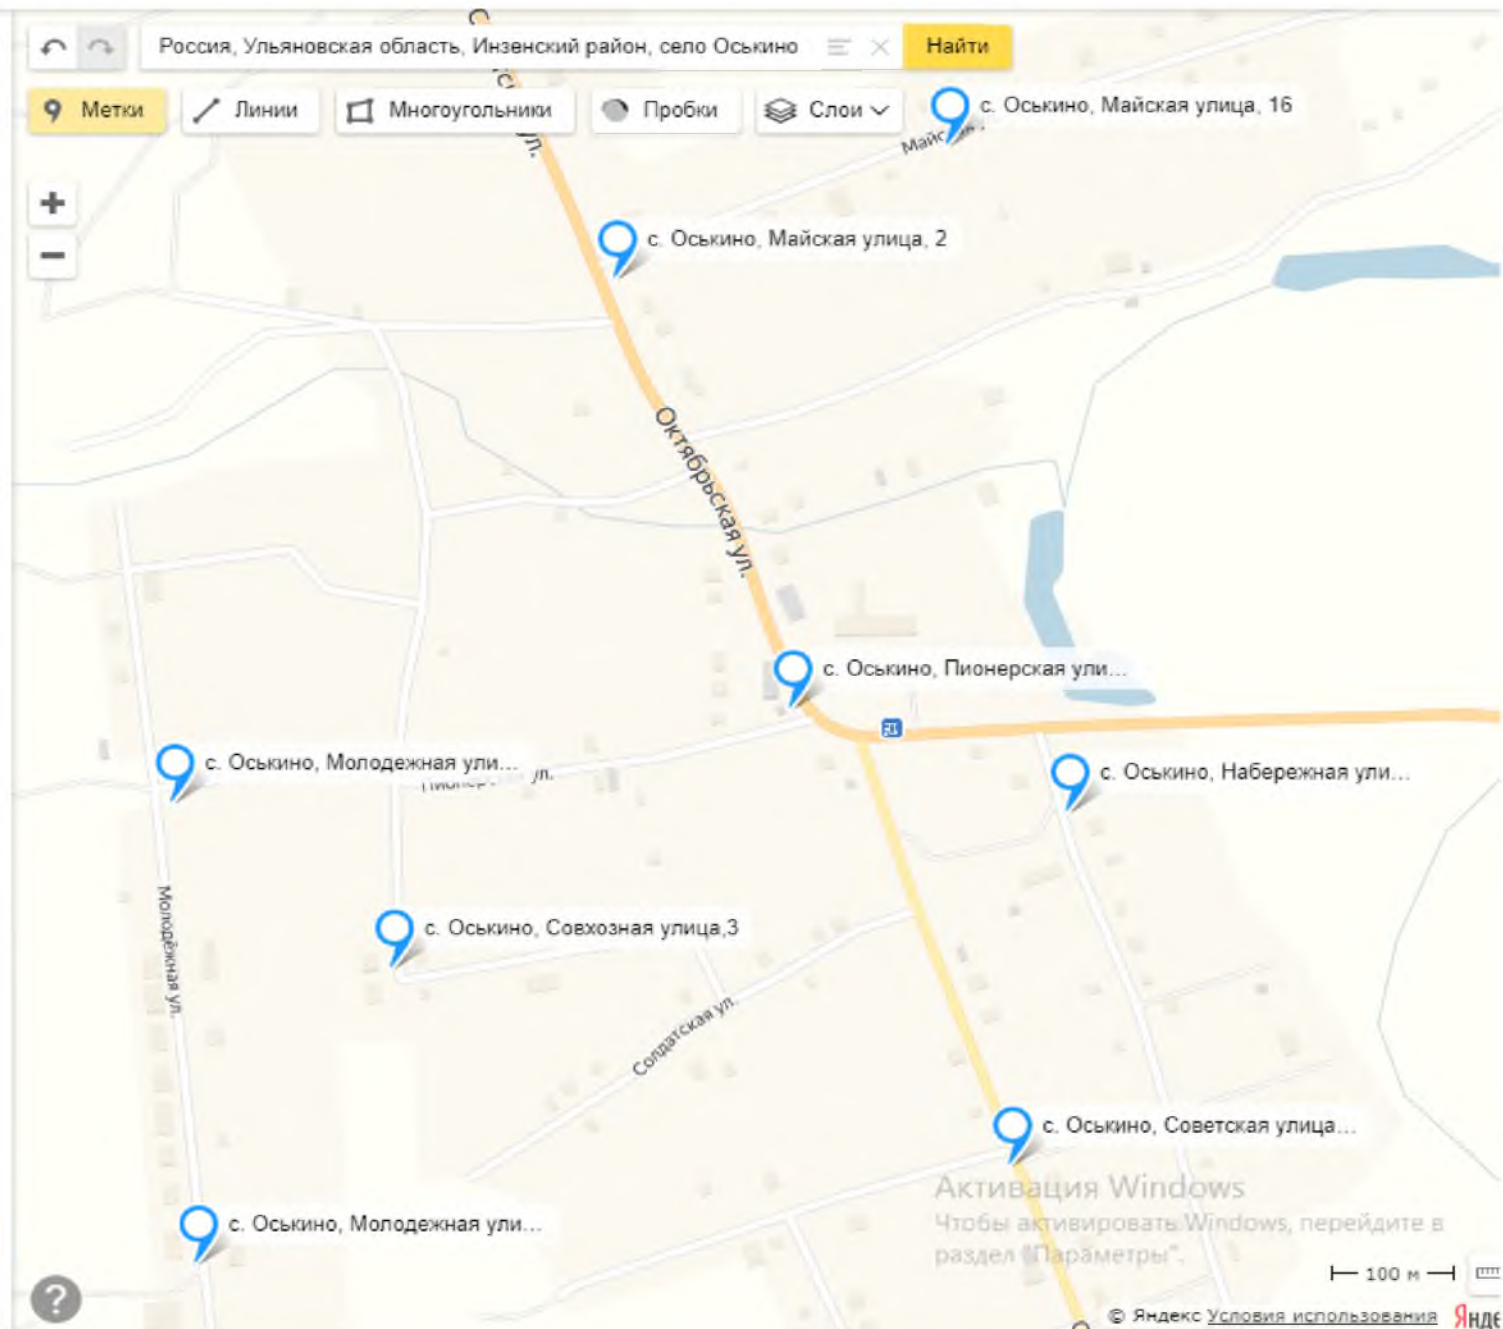 Россия, Ульяновская область, Инзенский район, село Оськино
Найти
Метки
Линии
Многоугольники
Пробки
Слои
с. Оськино, Майская улица, 16
с. Оськино, Майская улица, 2
Октябрьская ул.
с. Оськино, Пионерская ули...
с. Оськино, Молодежная ули...
ул.
с. Оськино, Набережная ули...
Молодёжная ул.
с. Оськино, Совхозная улица,3
Солдатская ул.
с. Оськино, Советская улица...
Активация Windows
Чтобы активировать Windows, перейдите в
раздел "Параметры".
с. Оськино, Молодежная ули...
100 м
?
© Яндекс Условия использования Янде